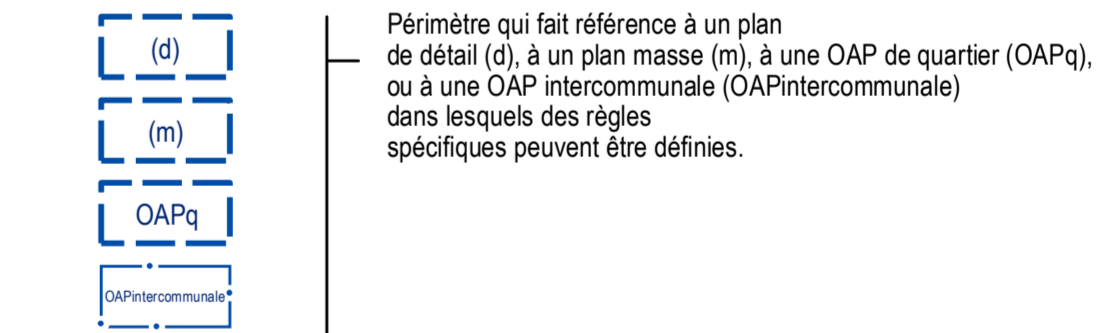 (d)
(m)
OAPq
OAPintercommunale
Périmètre qui fait référence à un plan
de détail (d), à un plan masse (m), à une OAP de quartier (OAPq),
ou à une OAP intercommunale (OAPintercommunale)
dans lesquels des règles
spécifiques peuvent être définies.